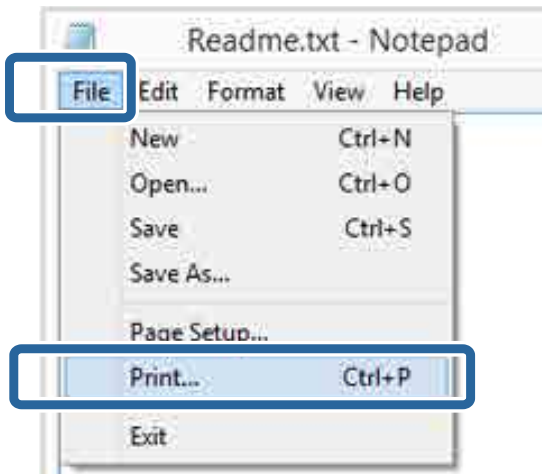 Readme.txt - Notepad
File Edit Format View Help
New Ctrl+N
Open... Ctrl+O
Save Ctrl+S
Save As...
Page Setup...
Print... Ctrl+P
Exit